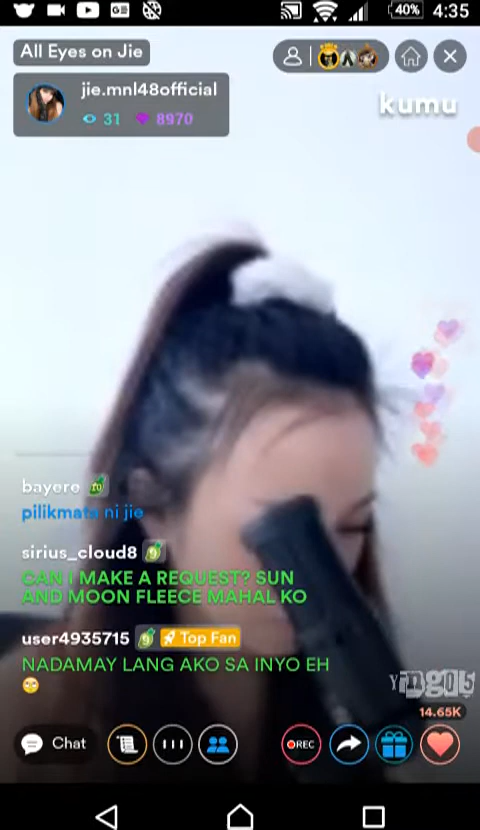 40% 4:35
All Eyes on Jie
jie.mnl48official
31 8970
kumu
bayere
pilikmata ni jie
sirius_cloud8 9
CAN I MAKE A REQUEST? SUN
AND MOON FLEECE MAHAL KO
user4935715 9 Top Fan
NADAMAY LANG AKO SA INYO EH
14.65K
Chat
REC